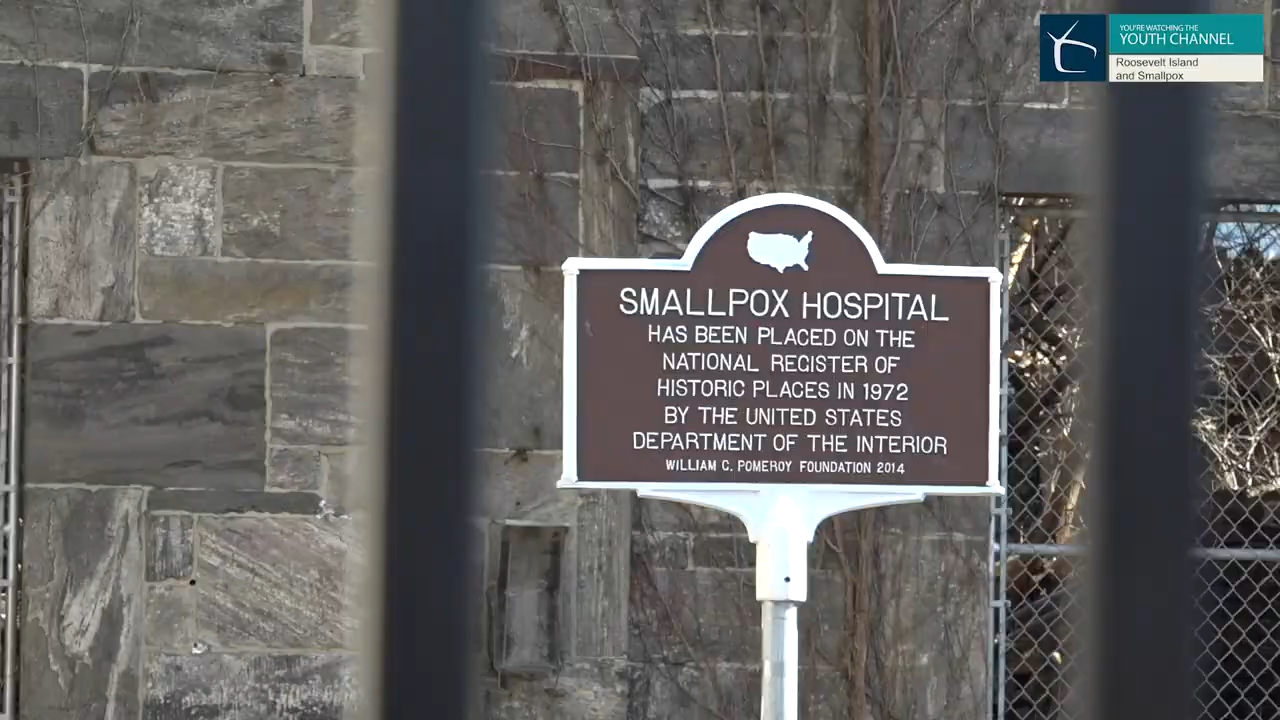 YOU'RE WATCHING THE
YOUTH CHANNEL
Roosevelt Island
and Smallpox
SMALLPOX HOSPITAL
HAS BEEN PLACED ON THE
NATIONAL REGISTER OF
HISTORIC PLACES IN 1972
BY THE UNITED STATES
DEPARTMENT OF THE INTERIOR
WILLIAM C. POMEROY FOUNDATION 2014